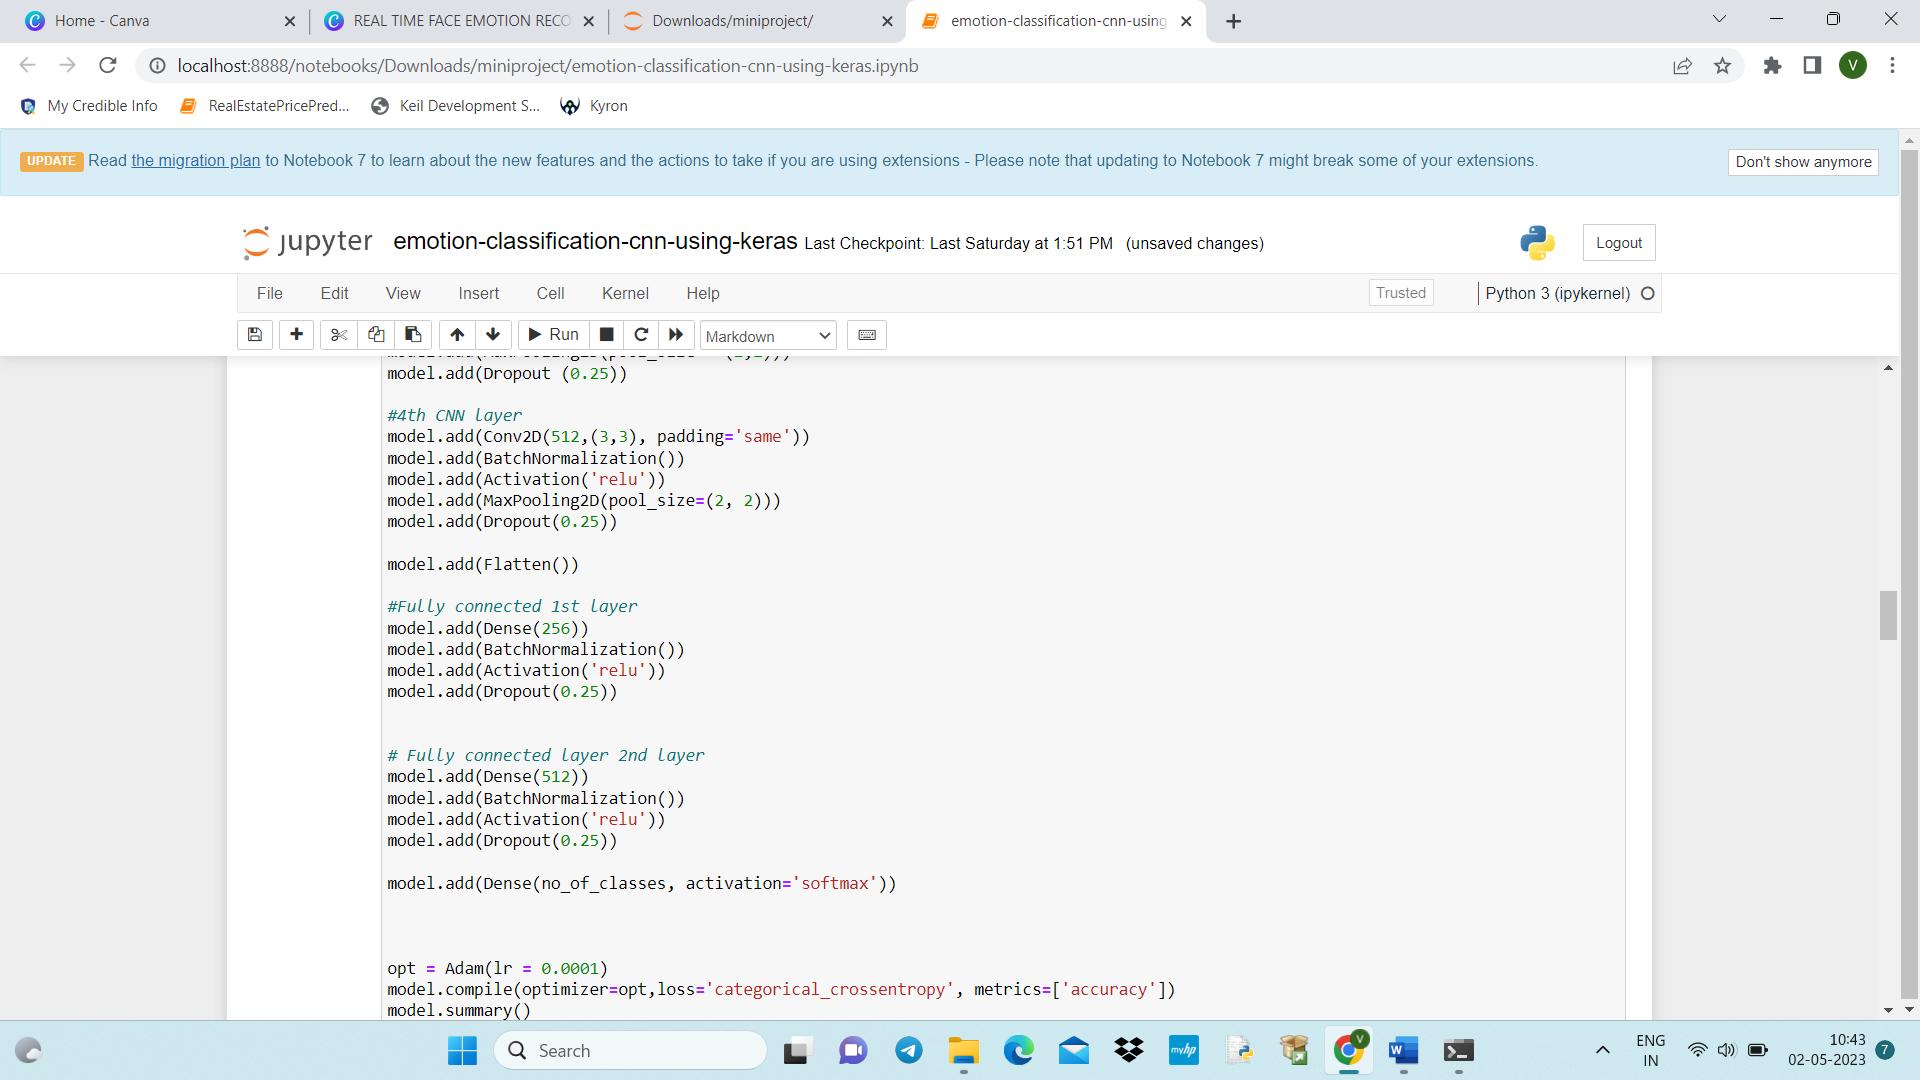 Home - Canva
REAL TIME FACE EMOTION RECO
Downloads/miniproject/
emotion-classification-cnn-using
localhost:8888/notebooks/Downloads/miniproject/emotion-classification-cnn-using-keras.ipynb
V
My Credible Info
RealEstatePricePred...
Keil Development S...
Kyron
UPDATE Read the migration plan to Notebook 7 to learn about the new features and the actions to take if you are using extensions - Please note that updating to Notebook 7 might break some of your extensions.
Don't show anymore
jupyter emotion-classification-cnn-using-keras Last Checkpoint: Last Saturday at 1:51 PM (unsaved changes)
Logout
File Edit View Insert Cell Kernel Help
Trusted
Python 3 (ipykernel)
Run
Markdown
model.add(Dropout (0.25))
#4th CNN layer
model.add(Conv2D(512,(3,3), padding='same'))
model.add(BatchNormalization())
model.add(Activation('relu'))
model.add(MaxPooling2D(pool_size=(2, 2)))
model.add(Dropout(0.25))
model.add(Flatten())
#Fully connected 1st layer
model.add(Dense(256))
model.add(BatchNormalization())
model.add(Activation('relu'))
model.add(Dropout(0.25))
# Fully connected layer 2nd layer
model.add(Dense(512))
model.add(BatchNormalization())
model.add(Activation('relu'))
model.add(Dropout(0.25))
model.add(Dense(no_of_classes, activation='softmax'))
opt = Adam(lr = 0.0001)
model.compile(optimizer=opt,loss='categorical_crossentropy', metrics=['accuracy'])
model.summary()
Search
myhp
V
W
ENG
IN
10:43
02-05-2023
7